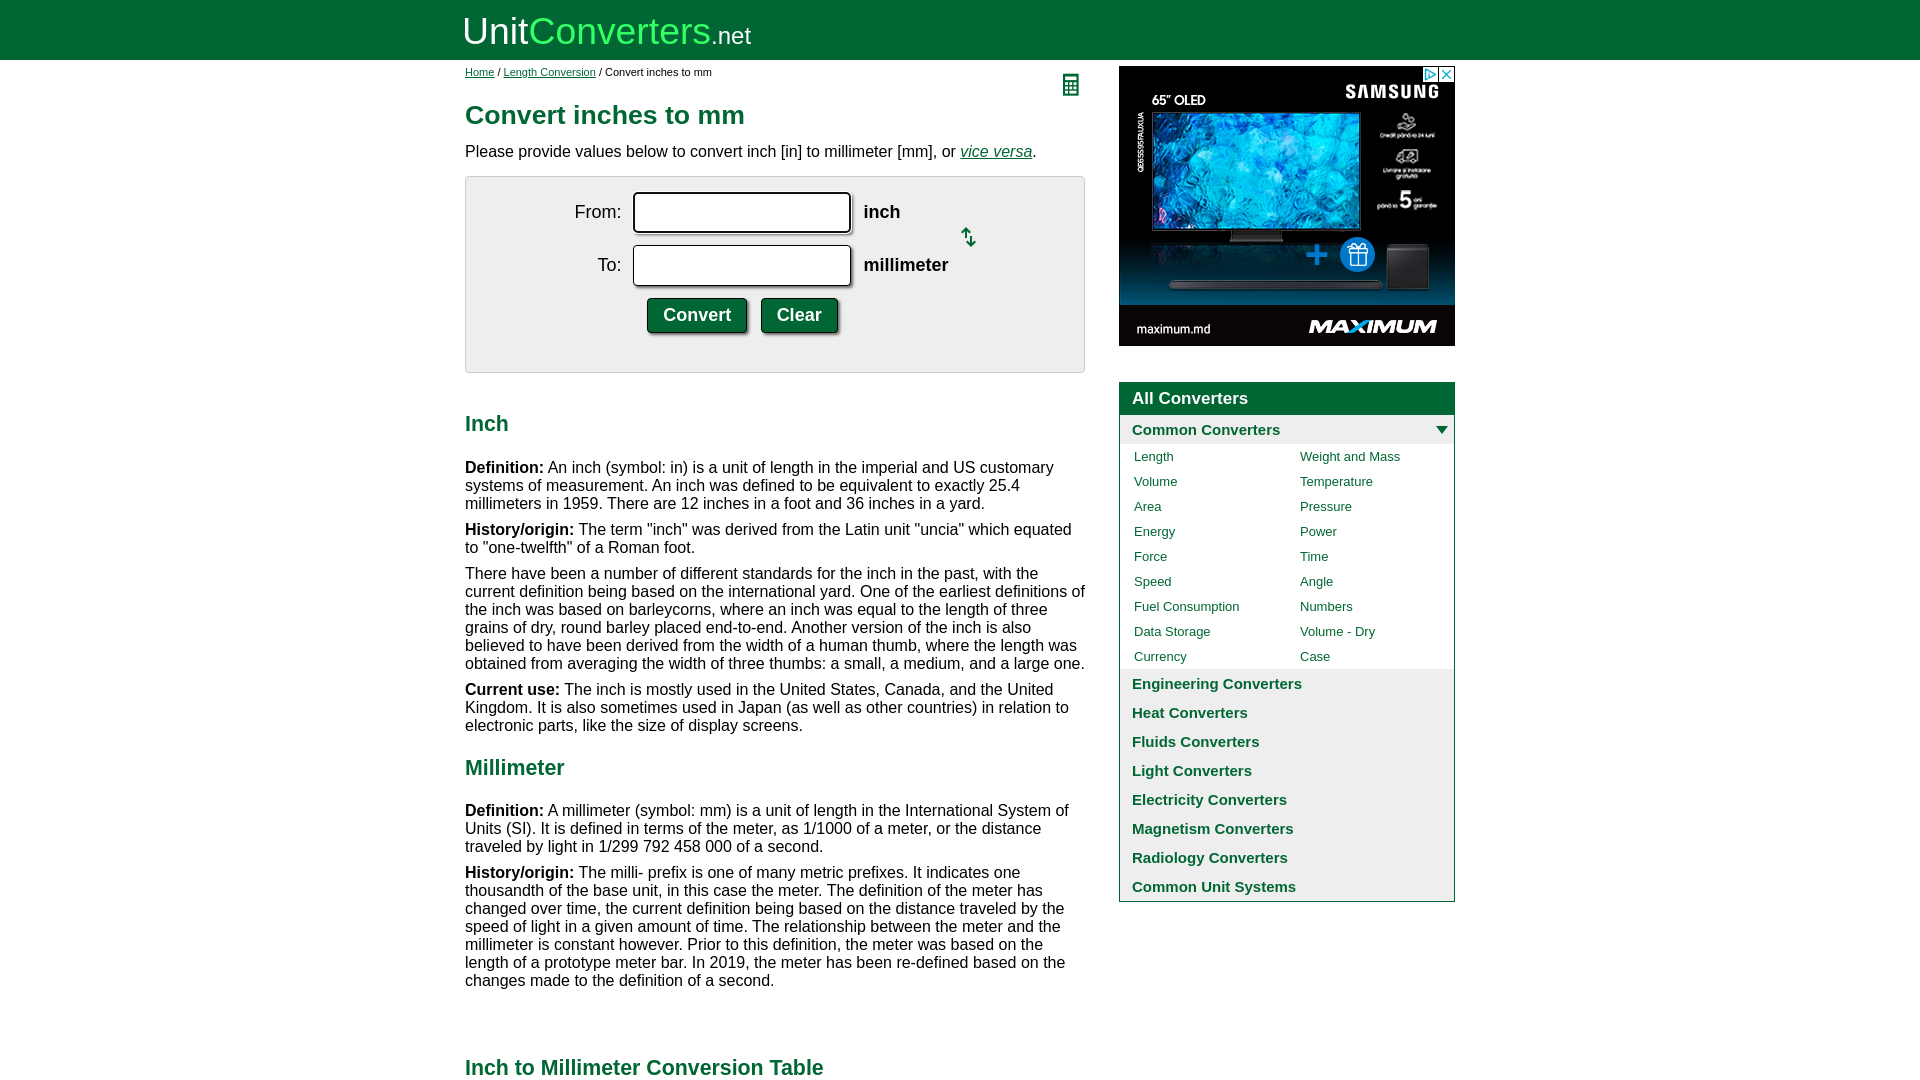 UnitConverters.net
Home / Length Conversion / Convert inches to mm
Convert inches to mm
Please provide values below to convert inch [in] to millimeter [mm], or vice versa.
From: inch
To: millimeter
Convert Clear
Inch
Definition: An inch (symbol: in) is a unit of length in the imperial and US customary
systems of measurement. An inch was defined to be equivalent to exactly 25.4
millimeters in 1959. There are 12 inches in a foot and 36 inches in a yard.
History/origin: The term "inch" was derived from the Latin unit "uncia" which equated
to "one-twelfth" of a Roman foot.
There have been a number of different standards for the inch in the past, with the
current definition being based on the international yard. One of the earliest definitions of
the inch was based on barleycorns, where an inch was equal to the length of three
grains of dry, round barley placed end-to-end. Another version of the inch is also
believed to have been derived from the width of a human thumb, where the length was
obtained from averaging the width of three thumbs: a small, a medium, and a large one.
Current use: The inch is mostly used in the United States, Canada, and the United
Kingdom. It is also sometimes used in Japan (as well as other countries) in relation to
electronic parts, like the size of display screens.
Millimeter
Definition: A millimeter (symbol: mm) is a unit of length in the International System of
Units (SI). It is defined in terms of the meter, as 1/1000 of a meter, or the distance
traveled by light in 1/299 792 458 000 of a second.
History/origin: The milli- prefix is one of many metric prefixes. It indicates one
thousandth of the base unit, in this case the meter. The definition of the meter has
changed over time, the current definition being based on the distance traveled by the
speed of light in a given amount of time. The relationship between the meter and the
millimeter is constant however. Prior to this definition, the meter was based on the
length of a prototype meter bar. In 2019, the meter has been re-defined based on the
changes made to the definition of a second.
Inch to Millimeter Conversion Table
SAMSUNG
65" OLED
QE65S95FAUXUA
Credit până la 24 luni
Livrare și instalare
gratuită
până la 5 ani
garanție
maximum.md
MAXIMUM
All Converters
Common Converters
Length Weight and Mass
Volume Temperature
Area Pressure
Energy Power
Force Time
Speed Angle
Fuel Consumption Numbers
Data Storage Volume - Dry
Currency Case
Engineering Converters
Heat Converters
Fluids Converters
Light Converters
Electricity Converters
Magnetism Converters
Radiology Converters
Common Unit Systems